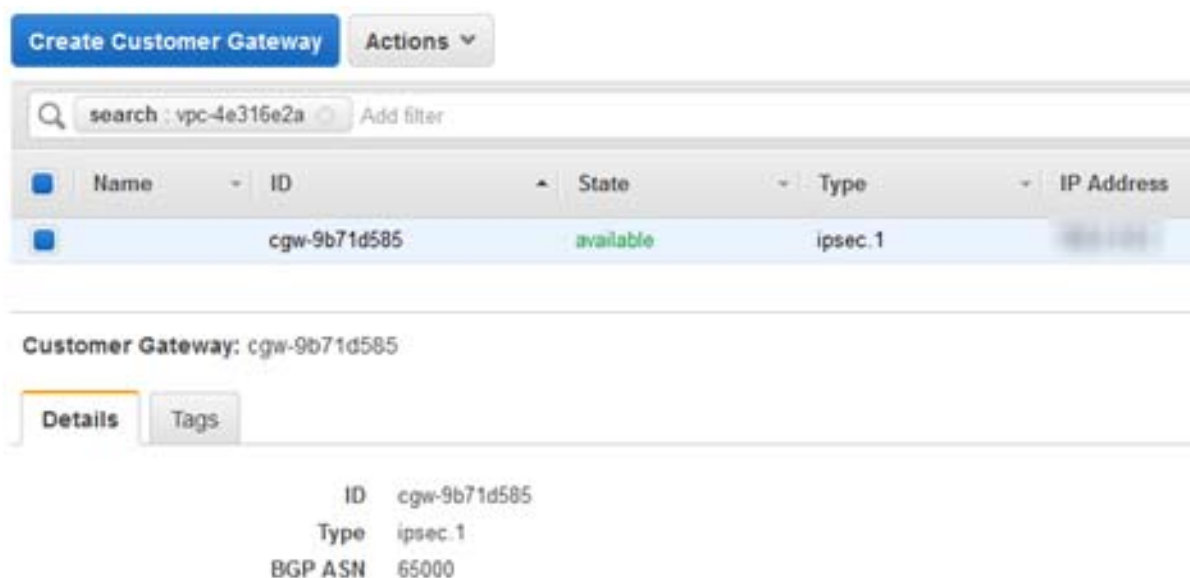 Create Customer Gateway Actions
search : vpc-4e316e2a Add filter
Name ID State Type IP Address
cgw-9b71d585 available ipsec.1
Customer Gateway: cgw-9b71d585
Details Tags
ID cgw-9b71d585
Type ipsec.1
BGP ASN 65000